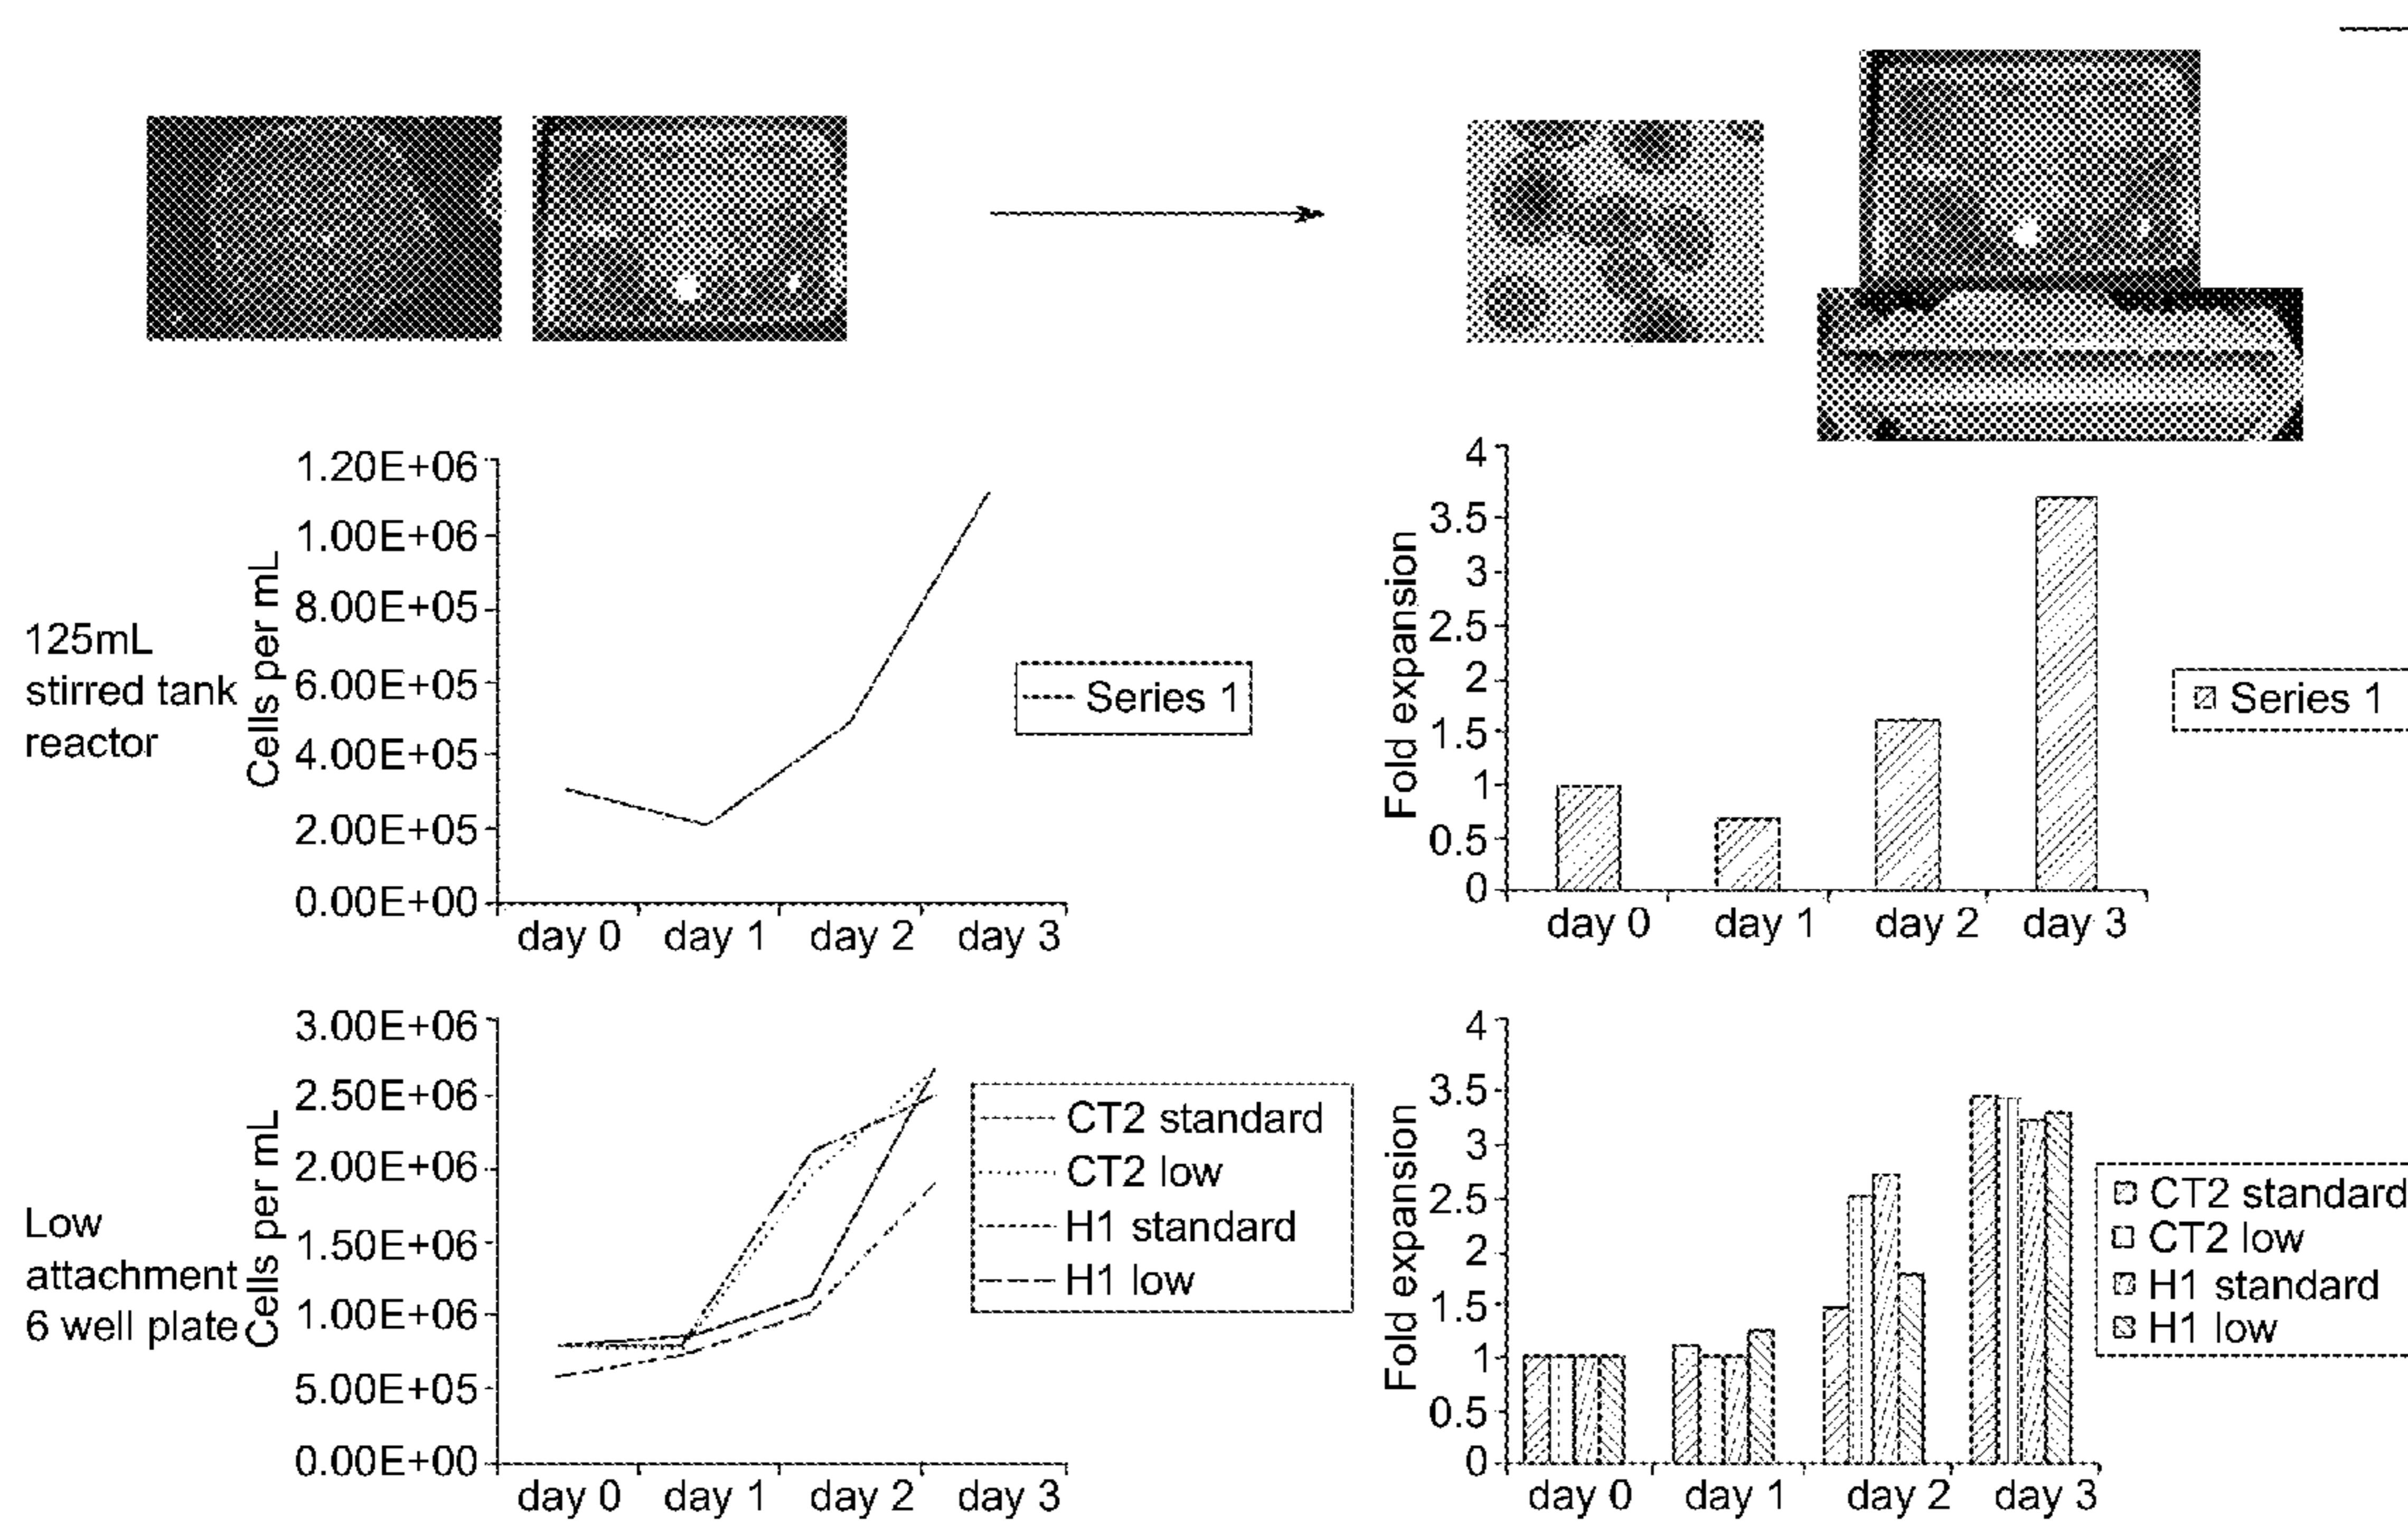 1.20E+06
1.00E+06
8.00E+05
6.00E+05
4.00E+05
2.00E+05
0.00E+00
Cells per mL
125mL
stirred tank
reactor
day 0 day 1 day 2 day 3
Series 1
4
3.5
3
2.5
2
1.5
1
0.5
0
Fold expansion
day 0 day 1 day 2 day 3
Series 1
3.00E+06
2.50E+06
2.00E+06
1.50E+06
1.00E+06
5.00E+05
0.00E+00
Cells per mL
Low
attachment
6 well plate
day 0 day 1 day 2 day 3
CT2 standard
CT2 low
H1 standard
H1 low
4
3.5
3
2.5
2
1.5
1
0.5
0
Fold expansion
day 0 day 1 day 2 day 3
CT2 standard
CT2 low
H1 standard
H1 low